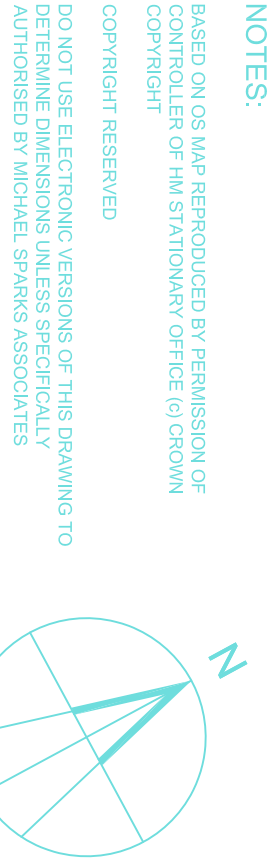 NOTES:
BASED ON OS MAP REPRODUCED BY PERMISSION OF
CONTROLLER OF HM STATIONARY OFFICE (c) CROWN
COPYRIGHT
COPYRIGHT RESERVED
DO NOT USE ELECTRONIC VERSIONS OF THIS DRAWING TO
DETERMINE DIMENSIONS UNLESS SPECIFICALLY
AUTHORISED BY MICHAEL SPARKS ASSOCIATES
N